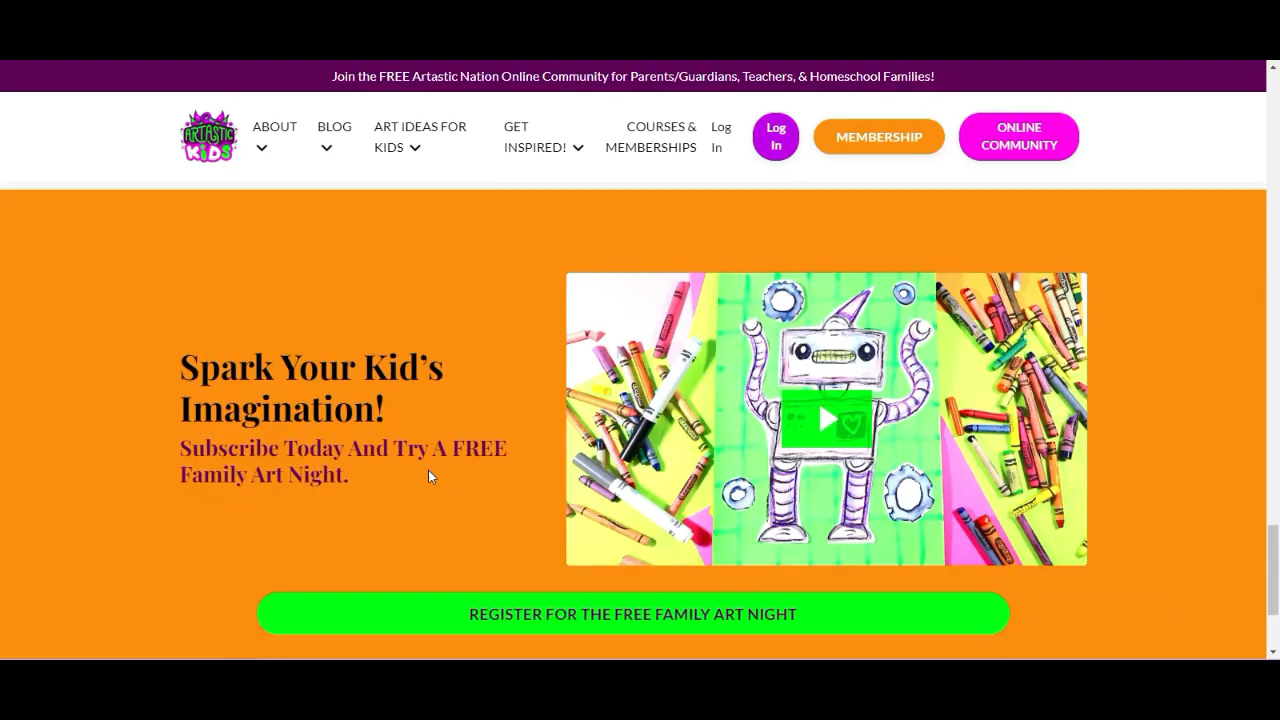 Join the FREE Artastic Nation Online Community for Parents/Guardians, Teachers, & Homeschool Families!
ARTASTIC
KiDS
ABOUT
BLOG
ART IDEAS FOR
KIDS
GET
INSPIRED!
COURSES &
MEMBERSHIPS
Log
In
Log
In
MEMBERSHIP
ONLINE
COMMUNITY
Spark Your Kid’s
Imagination!
Subscribe Today And Try A FREE
Family Art Night.
REGISTER FOR THE FREE FAMILY ART NIGHT